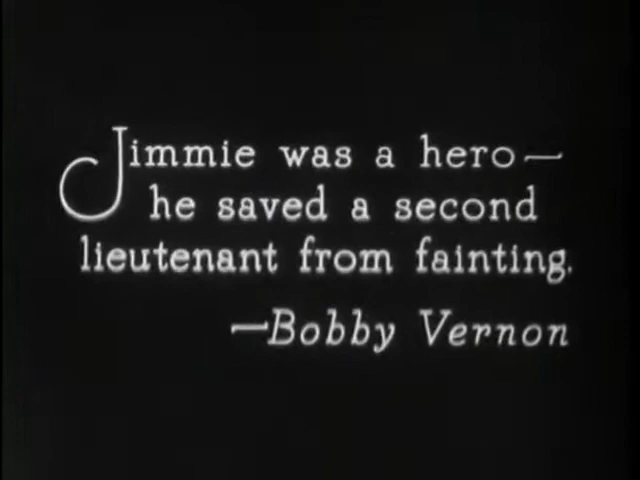 Jimmie was a hero—
he saved a second
lieutenant from fainting.
—Bobby Vernon